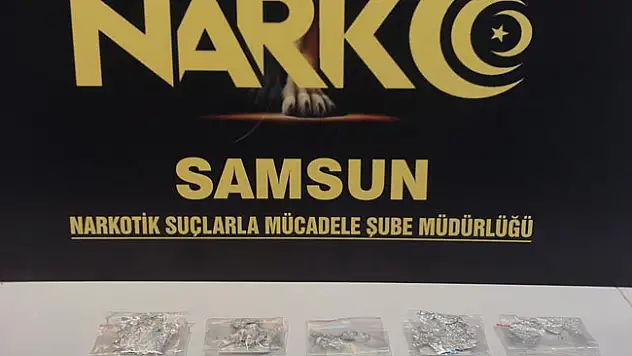 NARKO
SAMSUN
NARKOTİK SUÇLARLA MÜCADELE ŞUBE MÜDÜRLÜĞÜ